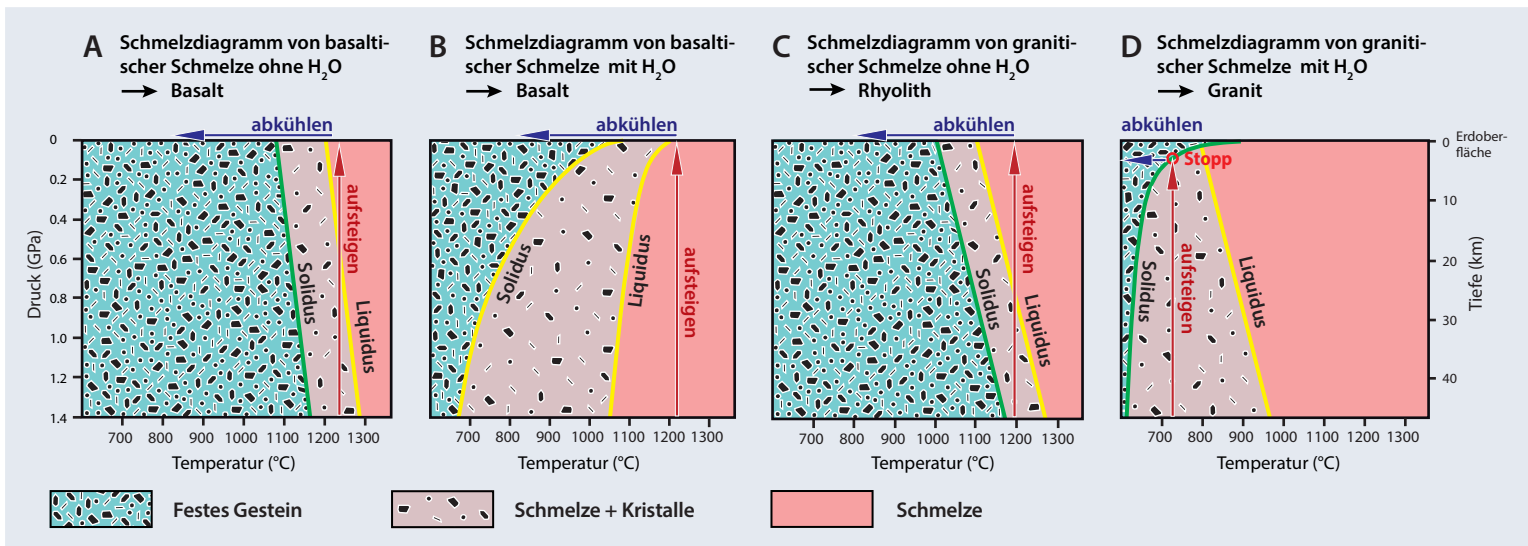 A
Schmelzdiagramm von basalti-
scher Schmelze ohne H₂O
→ Basalt
B
Schmelzdiagramm von basalti-
scher Schmelze mit H₂O
→ Basalt
C
Schmelzdiagramm von graniti-
scher Schmelze ohne H₂O
→ Rhyolith
D
Schmelzdiagramm von graniti-
scher Schmelze mit H₂O
→ Granit
abkühlen
Druck (GPa)
0
0.2
0.4
0.6
0.8
1.0
1.2
1.4
aufsteigen
Solidus
Liquidus
700 800 900 1000 1100 1200 1300
Temperatur (°C)
abkühlen
Solidus
Liquidus
aufsteigen
700 800 900 1000 1100 1200 1300
Temperatur (°C)
abkühlen
aufsteigen
Solidus
Liquidus
700 800 900 1000 1100 1200 1300
Temperatur (°C)
abkühlen
Stopp
Solidus
aufsteigen
Liquidus
700 800 900 1000 1100 1200 1300
Temperatur (°C)
0
Erdober-
fläche
10
20
30
40
Tiefe (km)
Festes Gestein
Schmelze + Kristalle
Schmelze